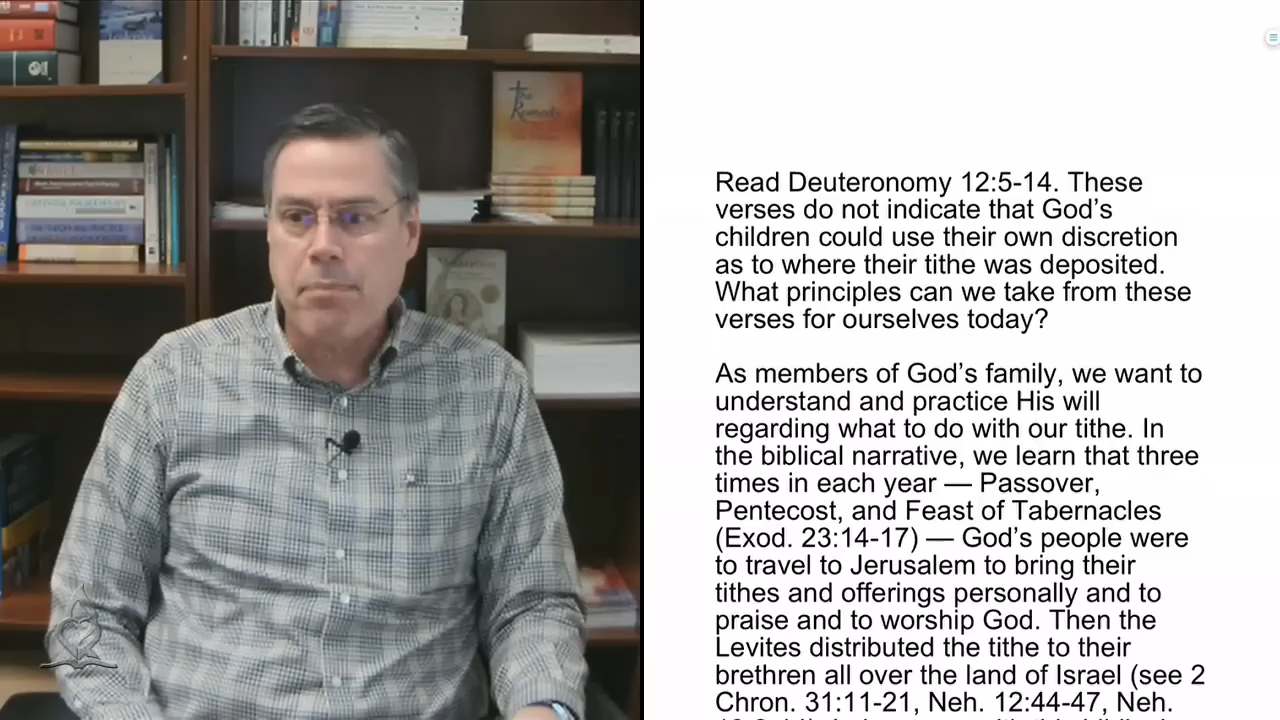 the
Remedy
Read Deuteronomy 12:5-14. These
verses do not indicate that God’s
children could use their own discretion
as to where their tithe was deposited.
What principles can we take from these
verses for ourselves today?
As members of God’s family, we want to
understand and practice His will
regarding what to do with our tithe. In
the biblical narrative, we learn that three
times in each year — Passover,
Pentecost, and Feast of Tabernacles
(Exod. 23:14-17) — God’s people were
to travel to Jerusalem to bring their
tithes and offerings personally and to
praise and to worship God. Then the
Levites distributed the tithe to their
brethren all over the land of Israel (see 2
Chron. 31:11-21, Neh. 12:44-47, Neh.